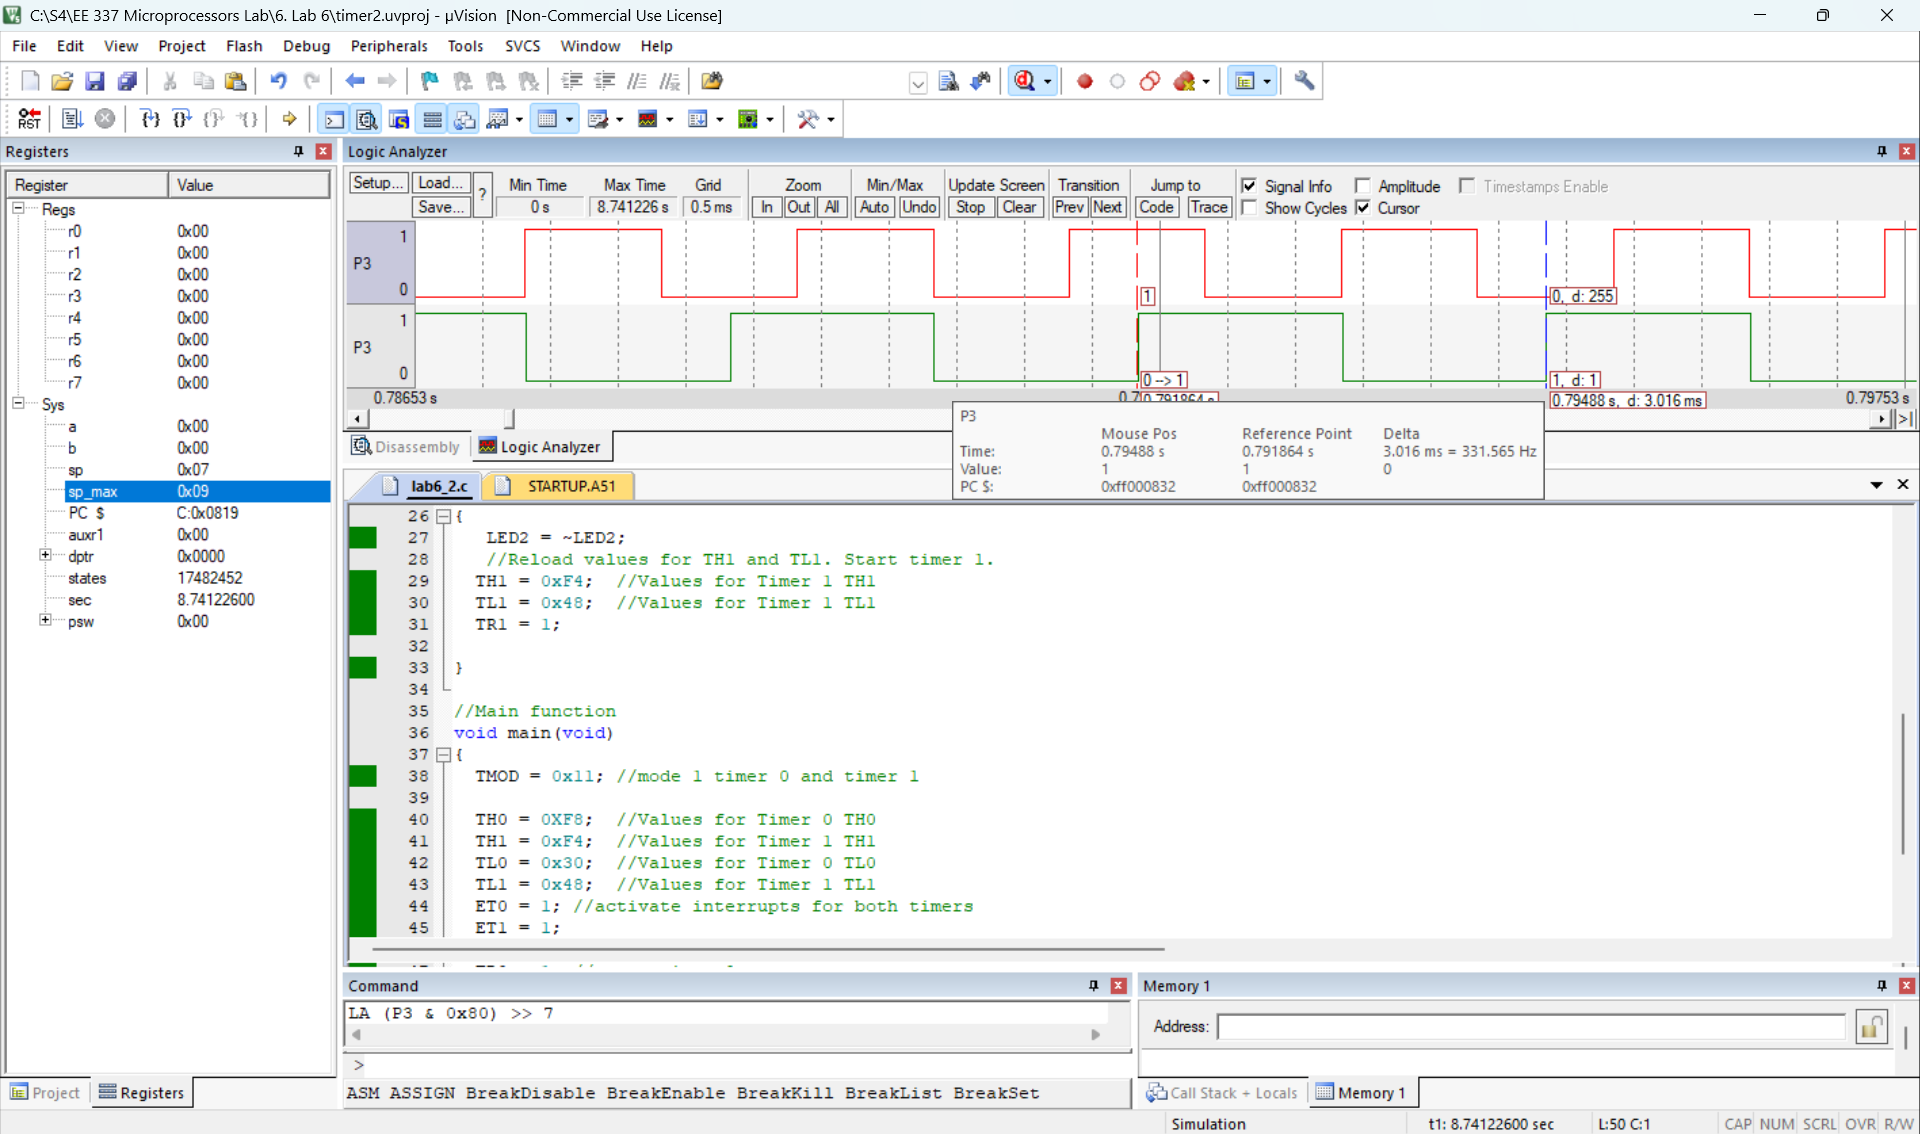 C:\S4\EE 337 Microprocessors Lab\6. Lab 6\timer2.uvproj - µVision  [Non-Commercial Use License]
File Edit View Project Flash Debug Peripherals Tools SVCS Window Help
RST
Registers
Register Value
Regs
r0 0x00
r1 0x00
r2 0x00
r3 0x00
r4 0x00
r5 0x00
r6 0x00
r7 0x00
Sys
a 0x00
b 0x00
sp 0x07
sp_max 0x09
PC $ C:0x0819
auxr1 0x00
dptr 0x0000
states 17482452
sec 8.74122600
psw 0x00
Project Registers
Logic Analyzer
Setup... Load... ? Min Time Max Time Grid Zoom Min/Max Update Screen Transition Jump to Signal Info Amplitude Timestamps Enable
Save... 0 s 8.741226 s 0.5 ms In Out All Auto Undo Stop Clear Prev Next Code Trace Show Cycles Cursor
1
P3
0
1
0, d: 255
1
P3
0
0 --> 1
1, d: 1
0.78653 s 0.7 0.791864 s 0.79488 s, d: 3.016 ms 0.79753 s
P3
Mouse Pos Reference Point Delta
Time: 0.79488 s 0.791864 s 3.016 ms = 331.565 Hz
Value: 1 1 0
PC $: 0xff000832 0xff000832
Disassembly Logic Analyzer
lab6_2.c STARTUP.A51
26 {
27 LED2 = ~LED2;
28 //Reload values for TH1 and TL1. Start timer 1.
29 TH1 = 0xF4; //Values for Timer 1 TH1
30 TL1 = 0x48; //Values for Timer 1 TL1
31 TR1 = 1;
32
33 }
34
35 //Main function
36 void main(void)
37 {
38 TMOD = 0x11; //mode 1 timer 0 and timer 1
39
40 TH0 = 0XF8; //Values for Timer 0 TH0
41 TH1 = 0xF4; //Values for Timer 1 TH1
42 TL0 = 0x30; //Values for Timer 0 TL0
43 TL1 = 0x48; //Values for Timer 1 TL1
44 ET0 = 1; //activate interrupts for both timers
45 ET1 = 1;
Command
LA (P3 & 0x80) >> 7
>
ASM ASSIGN BreakDisable BreakEnable BreakKill BreakList BreakSet
Memory 1
Address:
Call Stack + Locals Memory 1
Simulation t1: 8.74122600 sec L:50 C:1 CAP NUM SCRL OVR R/W